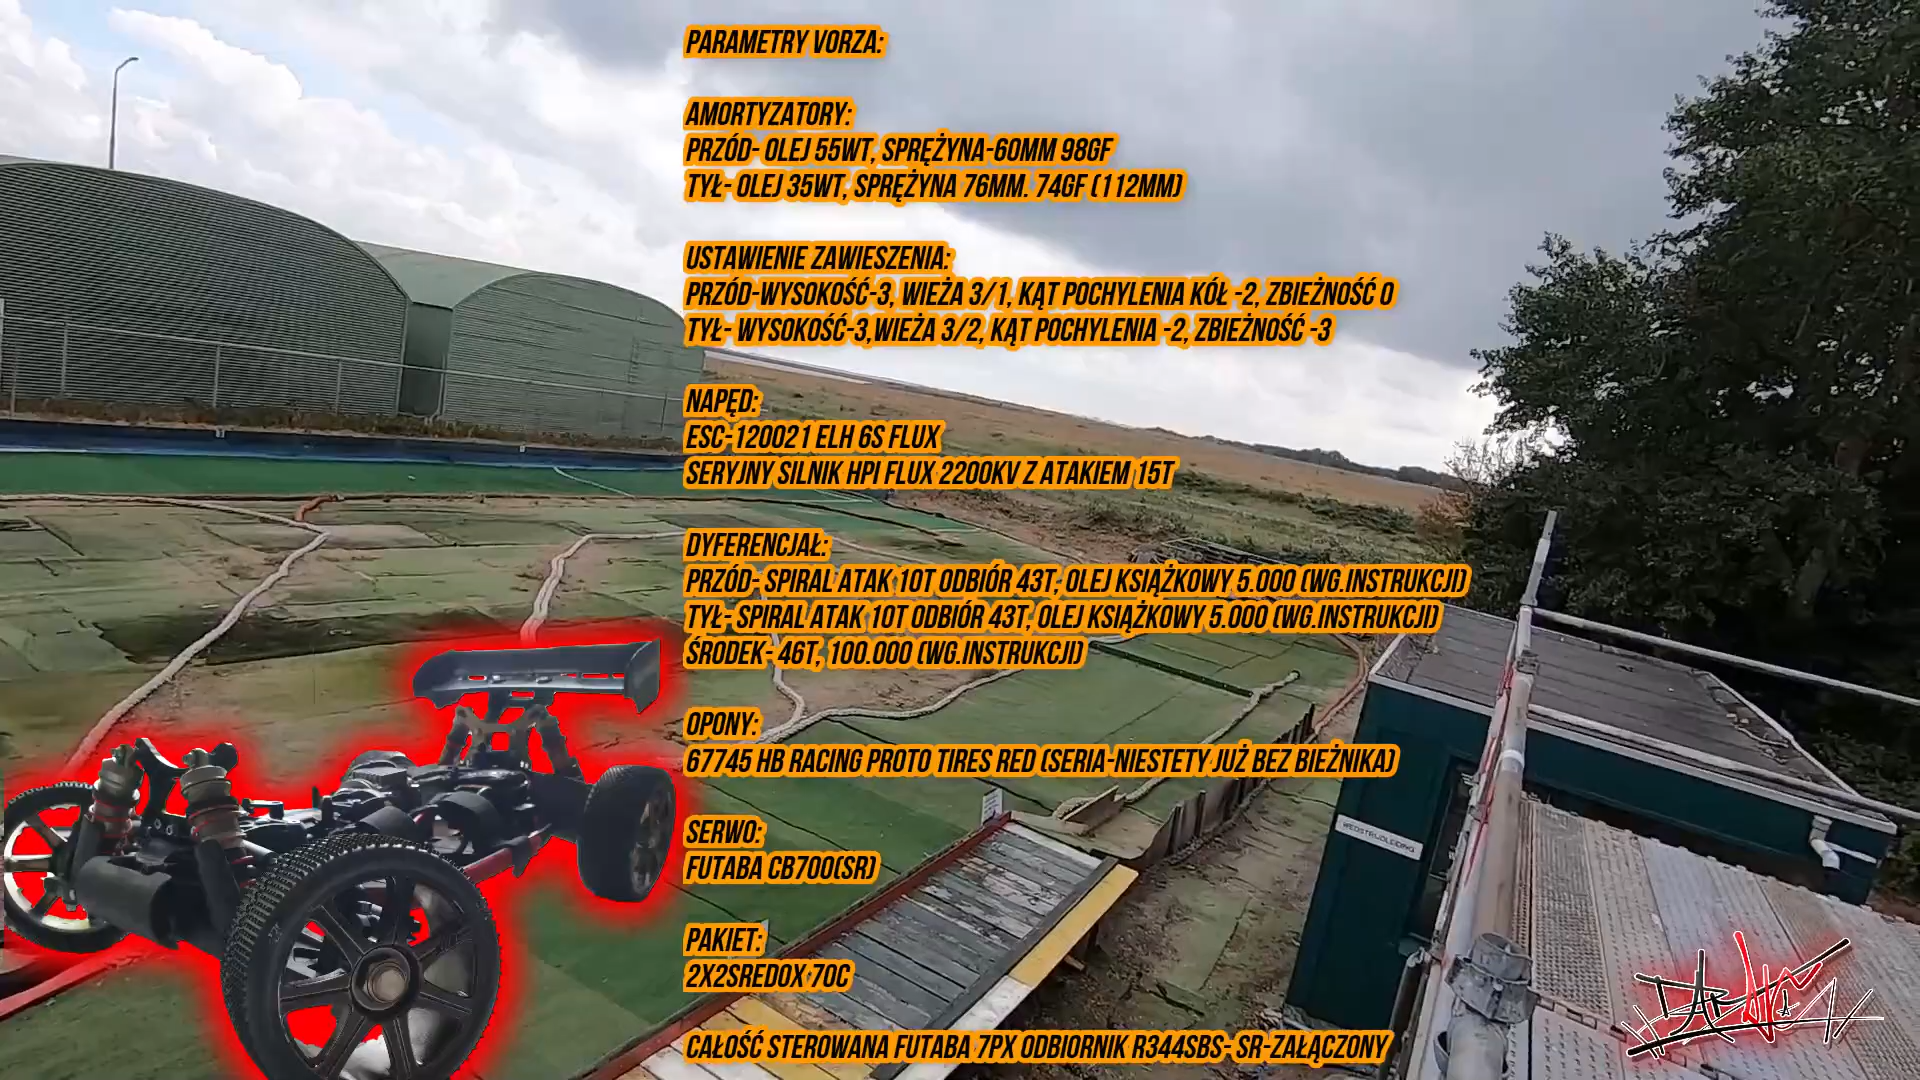 PARAMETRY VORZA:
AMORTYZATORY:
PRZÓD- OLEJ 55WT, SPRĘŻYNA-60MM 98GF
TYŁ- OLEJ 35WT, SPRĘŻYNA 76MM. 74GF (112MM)
USTAWIENIE ZAWIESZENIA:
PRZÓD-WYSOKOŚĆ-3, WIEŻA 3/1, KĄT POCHYLENIA KÓŁ -2, ZBIEŻNOŚĆ 0
TYŁ- WYSOKOŚĆ-3,WIEŻA 3/2, KĄT POCHYLENIA -2, ZBIEŻNOŚĆ -3
NAPĘD:
ESC-120021 ELH 6S FLUX
SERYJNY SILNIK HPI FLUX 2200KV Z ATAKIEM 15T
DYFERENCJAŁ:
PRZÓD- SPIRAL ATAK 10T ODBIÓR 43T, OLEJ KSIĄŻKOWY 5.000 (WG.INSTRUKCJI)
TYŁ- SPIRAL ATAK 10T ODBIÓR 43T, OLEJ KSIĄŻKOWY 5.000 (WG.INSTRUKCJI)
ŚRODEK- 46T, 100.000 (WG.INSTRUKCJI)
OPONY:
67745 HB RACING PROTO TIRES RED (SERIA-NIESTETY JUŻ BEZ BIEŻNIKA)
WEDSTRIJDLEIDING
SERWO:
FUTABA CB700(SR)
PAKIET:
2X2SREDOX 70C
CAŁOŚĆ STEROWANA FUTABA 7PX ODBIORNIK R344SBS- SR-ZAŁĄCZONY